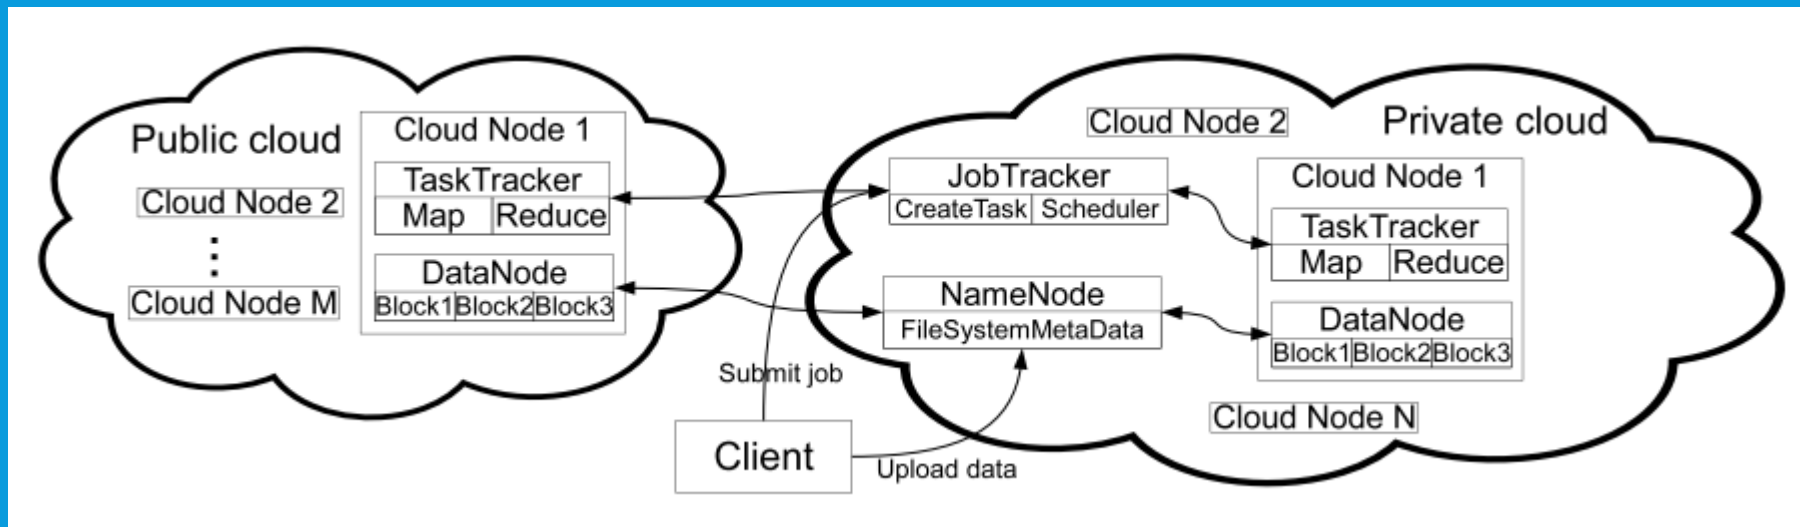 Public cloud
Cloud Node 2
Cloud Node M
Cloud Node 1
TaskTracker
Map Reduce
DataNode
Block1 Block2 Block3
Submit job
Client
Upload data
Cloud Node 2
Private cloud
JobTracker
CreateTask Scheduler
NameNode
FileSystemMetaData
Cloud Node 1
TaskTracker
Map Reduce
DataNode
Block1 Block2 Block3
Cloud Node N